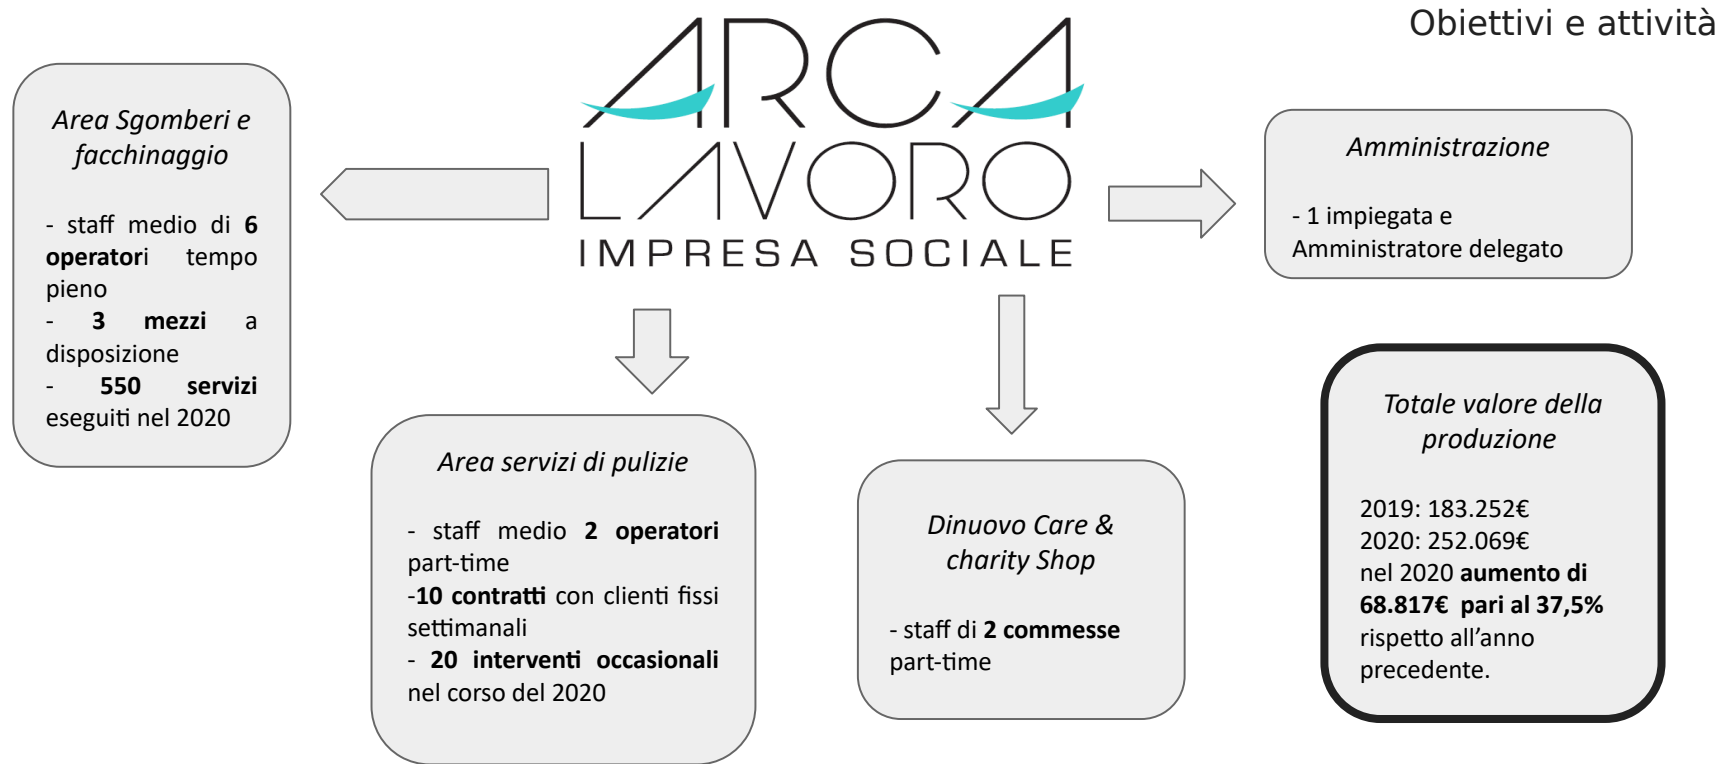 Obiettivi e attività
ARCA
LAVORO
IMPRESA SOCIALE
Area Sgomberi e
facchinaggio
- staff medio di 6
operatori tempo
pieno
- 3 mezzi a
disposizione
- 550 servizi
eseguiti nel 2020
Area servizi di pulizie
- staff medio 2 operatori
part-time
-10 contratti con clienti fissi
settimanali
- 20 interventi occasionali
nel corso del 2020
Dinuovo Care &
charity Shop
- staff di 2 commesse
part-time
Amministrazione
- 1 impiegata e
Amministratore delegato
Totale valore della
produzione
2019: 183.252€
2020: 252.069€
nel 2020 aumento di
68.817€ pari al 37,5%
rispetto all’anno
precedente.